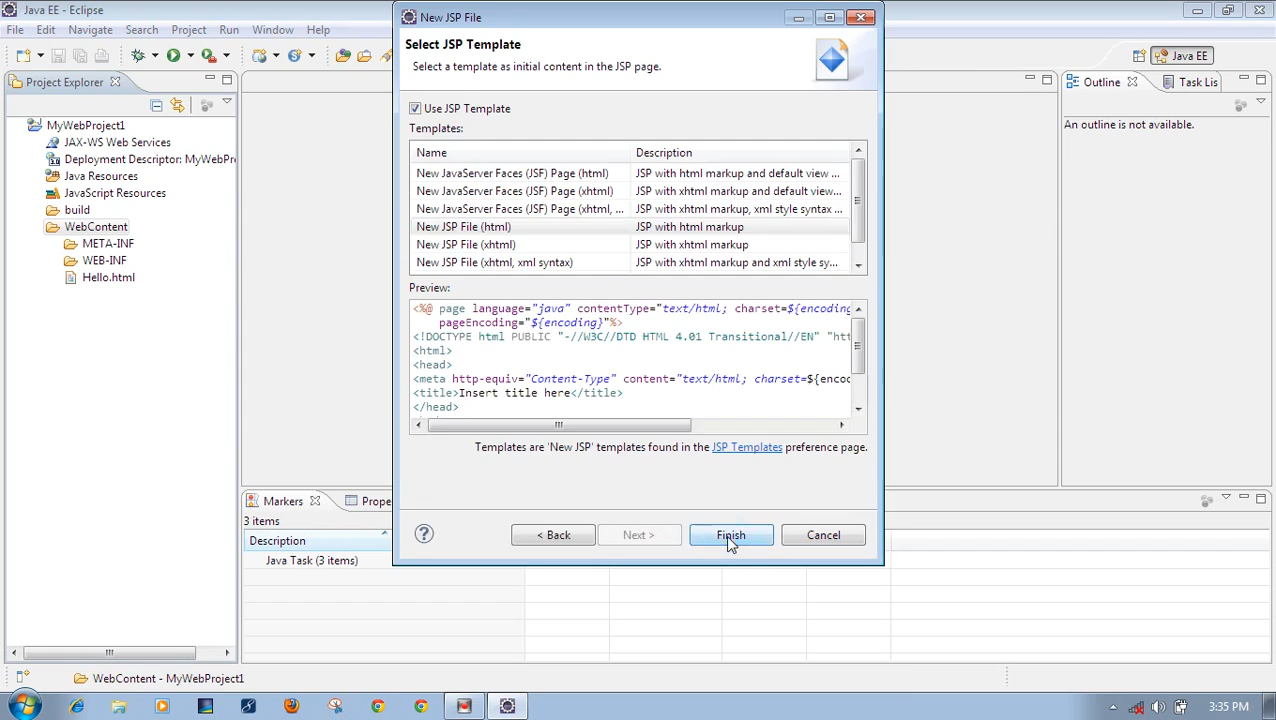 Java EE - Eclipse
File Edit Navigate Search Project Run Window Help
Java EE
Project Explorer
MyWebProject1
JAX-WS Web Services
Deployment Descriptor: MyWebPr
Java Resources
JavaScript Resources
build
WebContent
META-INF
WEB-INF
Hello.html
New JSP File
Select JSP Template
Select a template as initial content in the JSP page.
Use JSP Template
Templates:
Name Description
New JavaServer Faces (JSF) Page (html) JSP with html markup and default view ...
New JavaServer Faces (JSF) Page (xhtml) JSP with xhtml markup and default view...
New JavaServer Faces (JSF) Page (xhtml, ... JSP with xhtml markup, xml style syntax ...
New JSP File (html) JSP with html markup
New JSP File (xhtml) JSP with xhtml markup
New JSP File (xhtml, xml syntax) JSP with xhtml markup and xml style sy...
Preview:
<%@ page language="java" contentType="text/html; charset=${encoding
pageEncoding="${encoding}"%>
<!DOCTYPE html PUBLIC "-//W3C//DTD HTML 4.01 Transitional//EN" "htt
<html>
<head>
<meta http-equiv="Content-Type" content="text/html; charset=${encod
<title>Insert title here</title>
</head>
Templates are 'New JSP' templates found in the JSP Templates preference page.
? < Back Next > Finish Cancel
Outline Task Lis
An outline is not available.
Markers Prope
3 items
Description
Java Task (3 items)
WebContent - MyWebProject1
3:35 PM